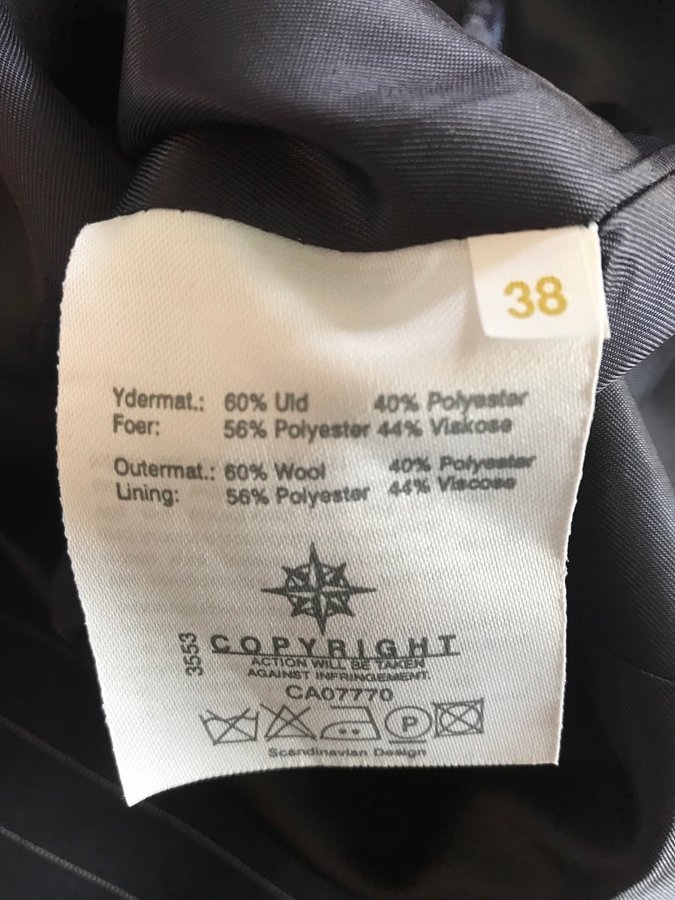 38
Ydermat.: 60% Uld 40% Polyester
Foer: 56% Polyester 44% Viskose
Outermat.: 60% Wool 40% Polyester
Lining: 56% Polyester 44% Viscose
3553
COPYRIGHT
ACTION WILL BE TAKEN
AGAINST INFRINGEMENT.
CA07770
P
Scandinavian Design